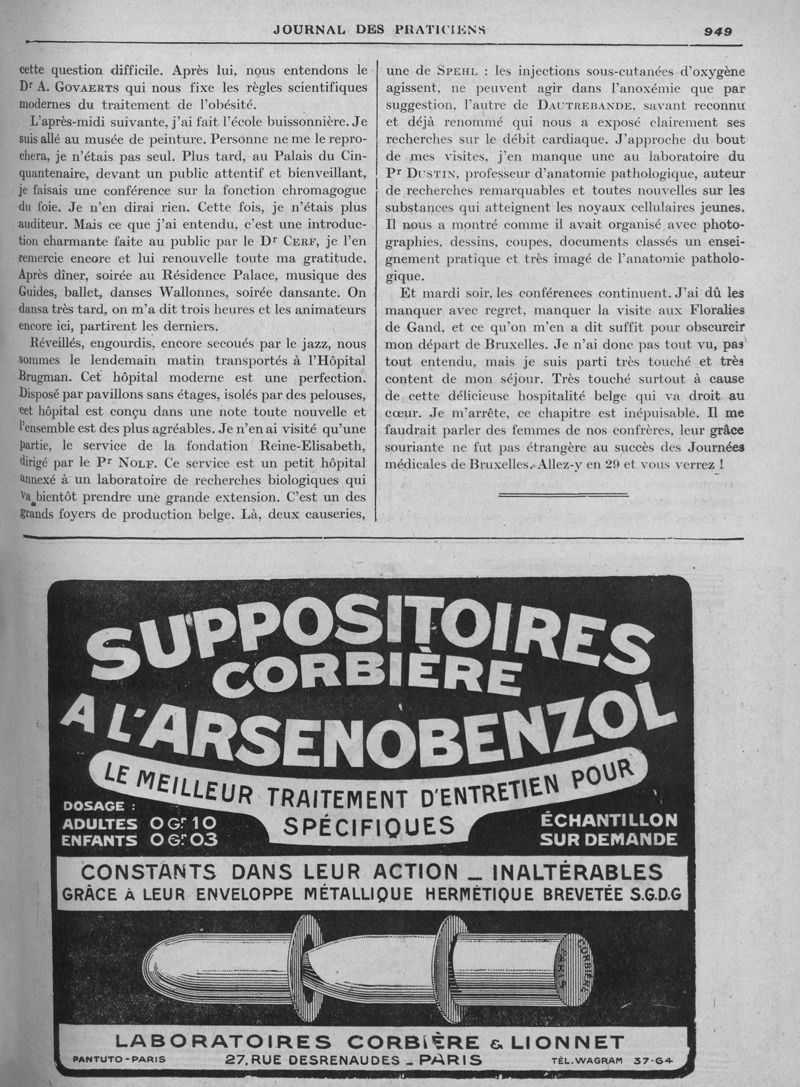 JOURNAL DES PRATICIENS
949
cette question difficile. Après lui, nous entendons le
Dr A. GOVAERTS qui nous fixe les règles scientifiques
modernes du traitement de l'obésité.
L'après-midi suivante, j'ai fait l'école buissonnière. Je
suis allé au musée de peinture. Personne ne me le repro-
chera, je n'étais pas seul. Plus tard, au Palais du Cin-
quantenaire, devant un public attentif et bienveillant,
je faisais une conférence sur la fonction chromagogue
du foie. Je n'en dirai rien. Cette fois, je n'étais plus
auditeur. Mais ce que j'ai entendu, c'est une introduc-
tion charmante faite au public par le Dr CERF, je l'en
remercie encore et lui renouvelle toute ma gratitude.
Après dîner, soirée au Résidence Palace, musique des
Guides, ballet, danses Wallonnes, soirée dansante. On
dansa très tard, on m'a dit trois heures et les animateurs
encore ici, partirent les derniers.
Réveillés, engourdis, encore secoués par le jazz, nous
sommes le lendemain matin transportés à l'Hôpital
Brugman. Cet hôpital moderne est une perfection.
Disposé par pavillons sans étages, isolés par des pelouses,
cet hôpital est conçu dans une note toute nouvelle et
l'ensemble est des plus agréables. Je n'en ai visité qu'une
partie, le service de la fondation Reine-Elisabeth,
dirigé par le Pr NOLF. Ce service est un petit hôpital
annexé à un laboratoire de recherches biologiques qui
va bientôt prendre une grande extension. C'est un des
grands foyers de production belge. Là, deux causeries,
une de SPEHL : les injections sous-cutanées d'oxygène
agissent, ne peuvent agir dans l'anoxémie que par
suggestion, l'autre de DAUTREBANDE, savant reconnu
et déjà renommé qui nous a exposé clairement ses
recherches sur le débit cardiaque. J'approche du bout
de mes visites, j'en manque une au laboratoire du
Pr DUSTIN, professeur d'anatomie pathologique, auteur
de recherches remarquables et toutes nouvelles sur les
substances qui atteignent les noyaux cellulaires jeunes.
Il nous a montré comme il avait organisé avec photo-
graphies, dessins, coupes, documents classés un ensei-
gnement pratique et très imagé de l'anatomie patholo-
gique.
Et mardi soir, les conférences continuent. J'ai dû les
manquer avec regret, manquer la visite aux Floralies
de Gand, et ce qu'on m'en a dit suffit pour obscurcir
mon départ de Bruxelles. Je n'ai donc pas tout vu, pas
tout entendu, mais je suis parti très touché et très
content de mon séjour. Très touché surtout à cause
de cette délicieuse hospitalité belge qui va droit au
cœur. Je m'arrête, ce chapitre est inépuisable. Il me
faudrait parler des femmes de nos confrères, leur grâce
souriante ne fut pas étrangère au succès des Journées
médicales de Bruxelles. Allez-y en 29 et vous verrez !
SUPPOSITOIRES
CORBIÈRE
A L'ARSENOBENZOL
LE MEILLEUR TRAITEMENT D'ENTRETIEN POUR
SPÉCIFIQUES
DOSAGE :
ADULTES 0 Gr 10
ENFANTS 0 Gr 03
ÉCHANTILLON
SUR DEMANDE
CONSTANTS DANS LEUR ACTION _ INALTÉRABLES
GRÂCE A LEUR ENVELOPPE MÉTALLIQUE HERMÉTIQUE BREVETÉE S.G.D.G
CORBIÈRE
PARIS
LABORATOIRES CORBIÈRE & LIONNET
PANTUTO-PARIS
27, RUE DESRENAUDES _ PARIS
TÉL. WAGRAM 37-64